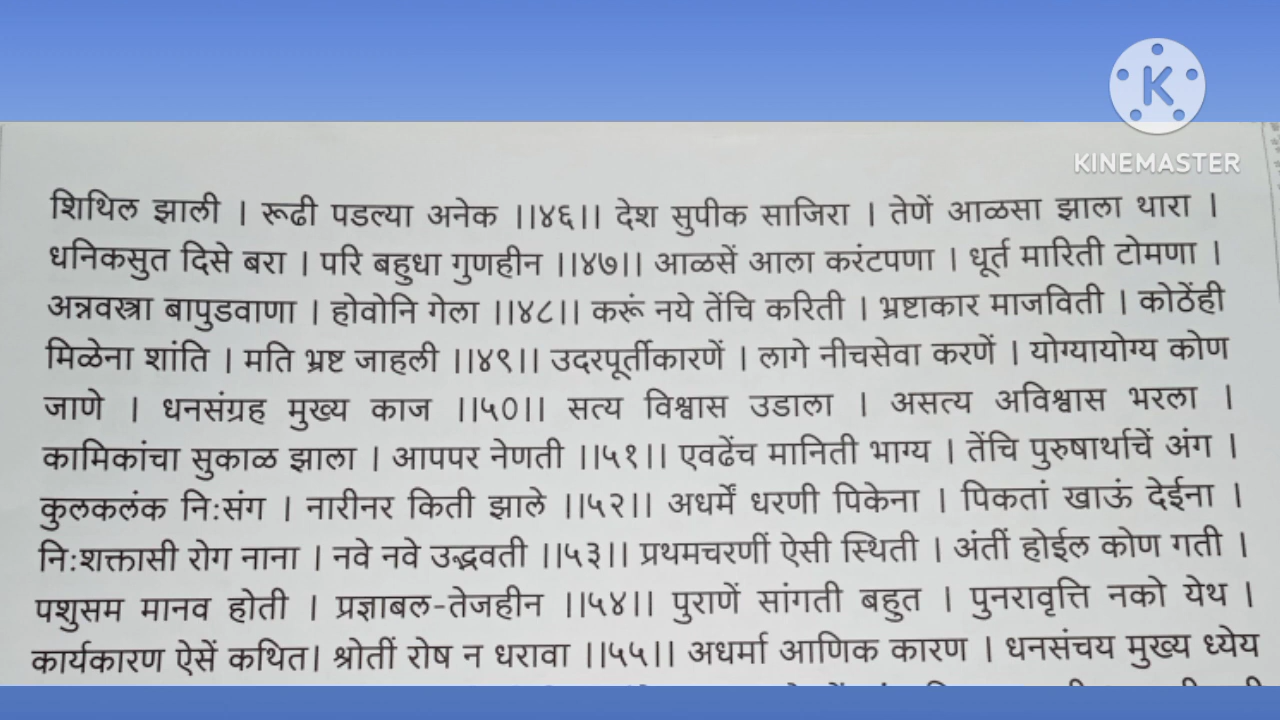 KINEMASTER
शिथिल झाली । रूढी पडल्या अनेक ।।४६।। देश सुपीक साजिरा । तेणें आळसा झाला थारा ।
धनिकसुत दिसे बरा । परि बहुधा गुणहीन ।।४७।। आळसें आला करंटपणा । धूर्त मारिती टोमणा ।
अन्नवस्त्रा बापुडवाणा । होवोनि गेला ।।४८।। करूं नये तेंचि करिती । भ्रष्टाकार माजविती । कोठेंही
मिळेना शांति । मति भ्रष्ट जाहली ।।४९।। उदरपूर्तीकारणें । लागे नीचसेवा करणें । योग्यायोग्य कोण
जाणे । धनसंग्रह मुख्य काज ।।५०।। सत्य विश्वास उडाला । असत्य अविश्वास भरला ।
कामिकांचा सुकाळ झाला । आपपर नेणती ।।५१।। एवढेंच मानिती भाग्य । तेंचि पुरुषार्थाचें अंग ।
कुलकलंक नि:संग । नारीनर किती झाले ।।५२।। अधर्में धरणी पिकेना । पिकतां खाऊं देईना ।
नि:शक्तासी रोग नाना । नवे नवे उद्भवती ।।५३।। प्रथमचरणीं ऐसी स्थिती । अंतीं होईल कोण गती ।
पशुसम मानव होती । प्रज्ञाबल-तेजहीन ।।५४।। पुराणें सांगती बहुत । पुनरावृत्ति नको येथ ।
कार्यकारण ऐसें कथित। श्रोतीं रोष न धरावा ।।५५।। अधर्मा आणिक कारण । धनसंचय मुख्य ध्येय